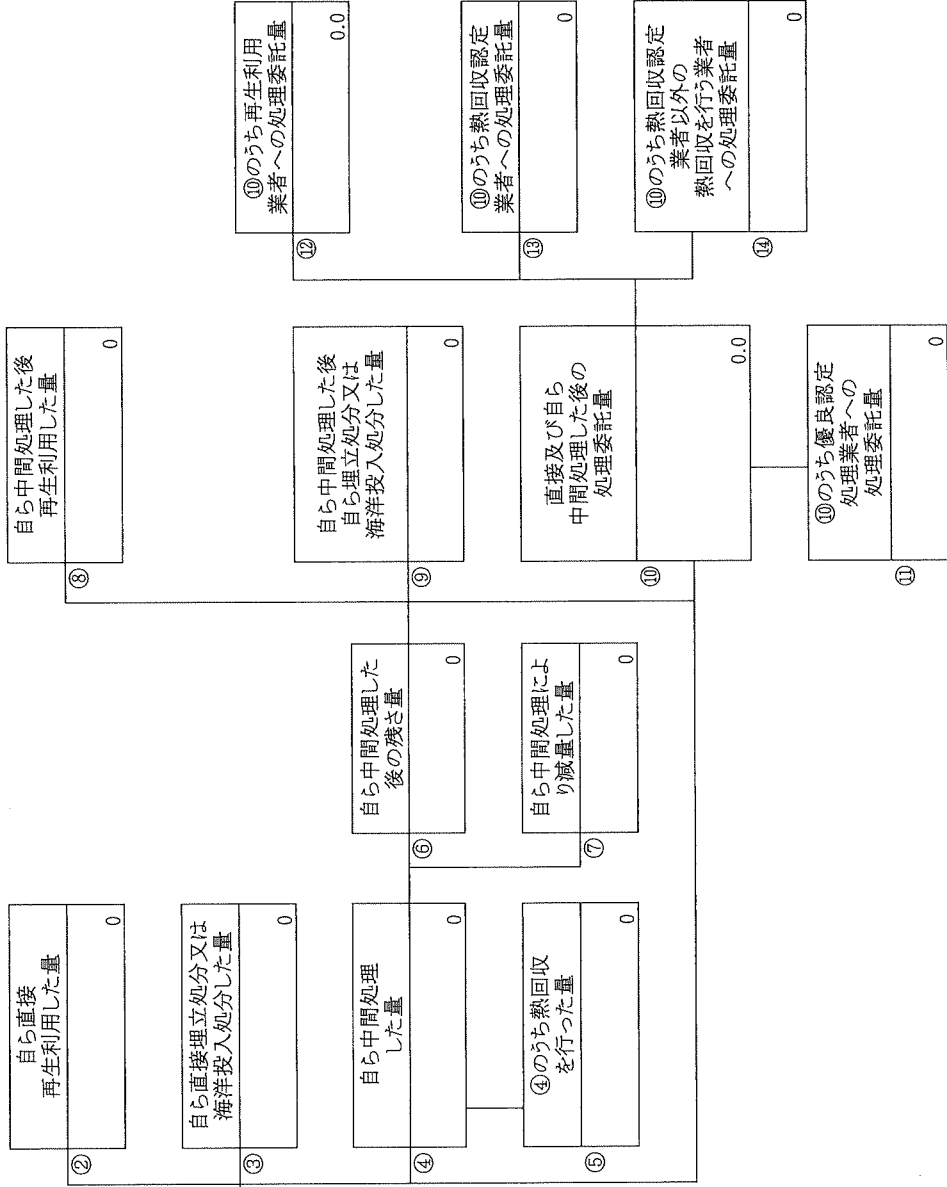 ②
自ら直接
再生利用した量
0
③
自ら直接埋立処分又は
海洋投入処分した量
0
④
自ら中間処理
した量
0
⑤
④のうち熱回収
を行った量
0
⑥
自ら中間処理した
後の残さ量
0
⑦
自ら中間処理によ
り減量した量
0
⑧
自ら中間処理した後
再生利用した量
0
⑨
自ら中間処理した後
自ら埋立処分又は
海洋投入処分した量
0
⑩
直接及び自ら
中間処理した後の
処理委託量
0.0
⑪
⑩のうち優良認定
処理業者への
処理委託量
0
⑫
⑩のうち再生利用
業者への処理委託量
0.0
⑬
⑩のうち熱回収認定
業者への処理委託量
0
⑭
⑩のうち熱回収認定
業者以外の
熱回収を行う業者
への処理委託量
0